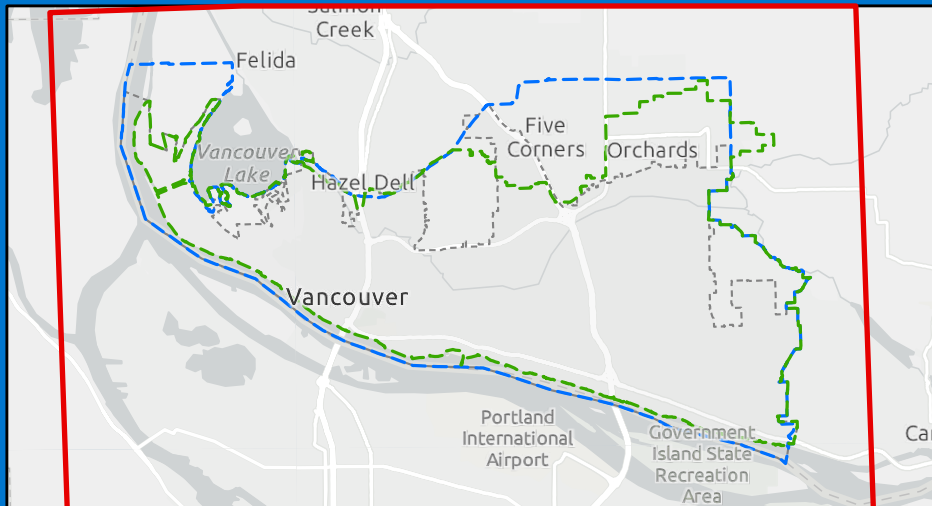 Salmon
Creek
Felida
Five
Corners
Vancouver
Lake
Orchards
Hazel Dell
Vancouver
Portland
International
Airport
Government
Island State
Recreation
Area